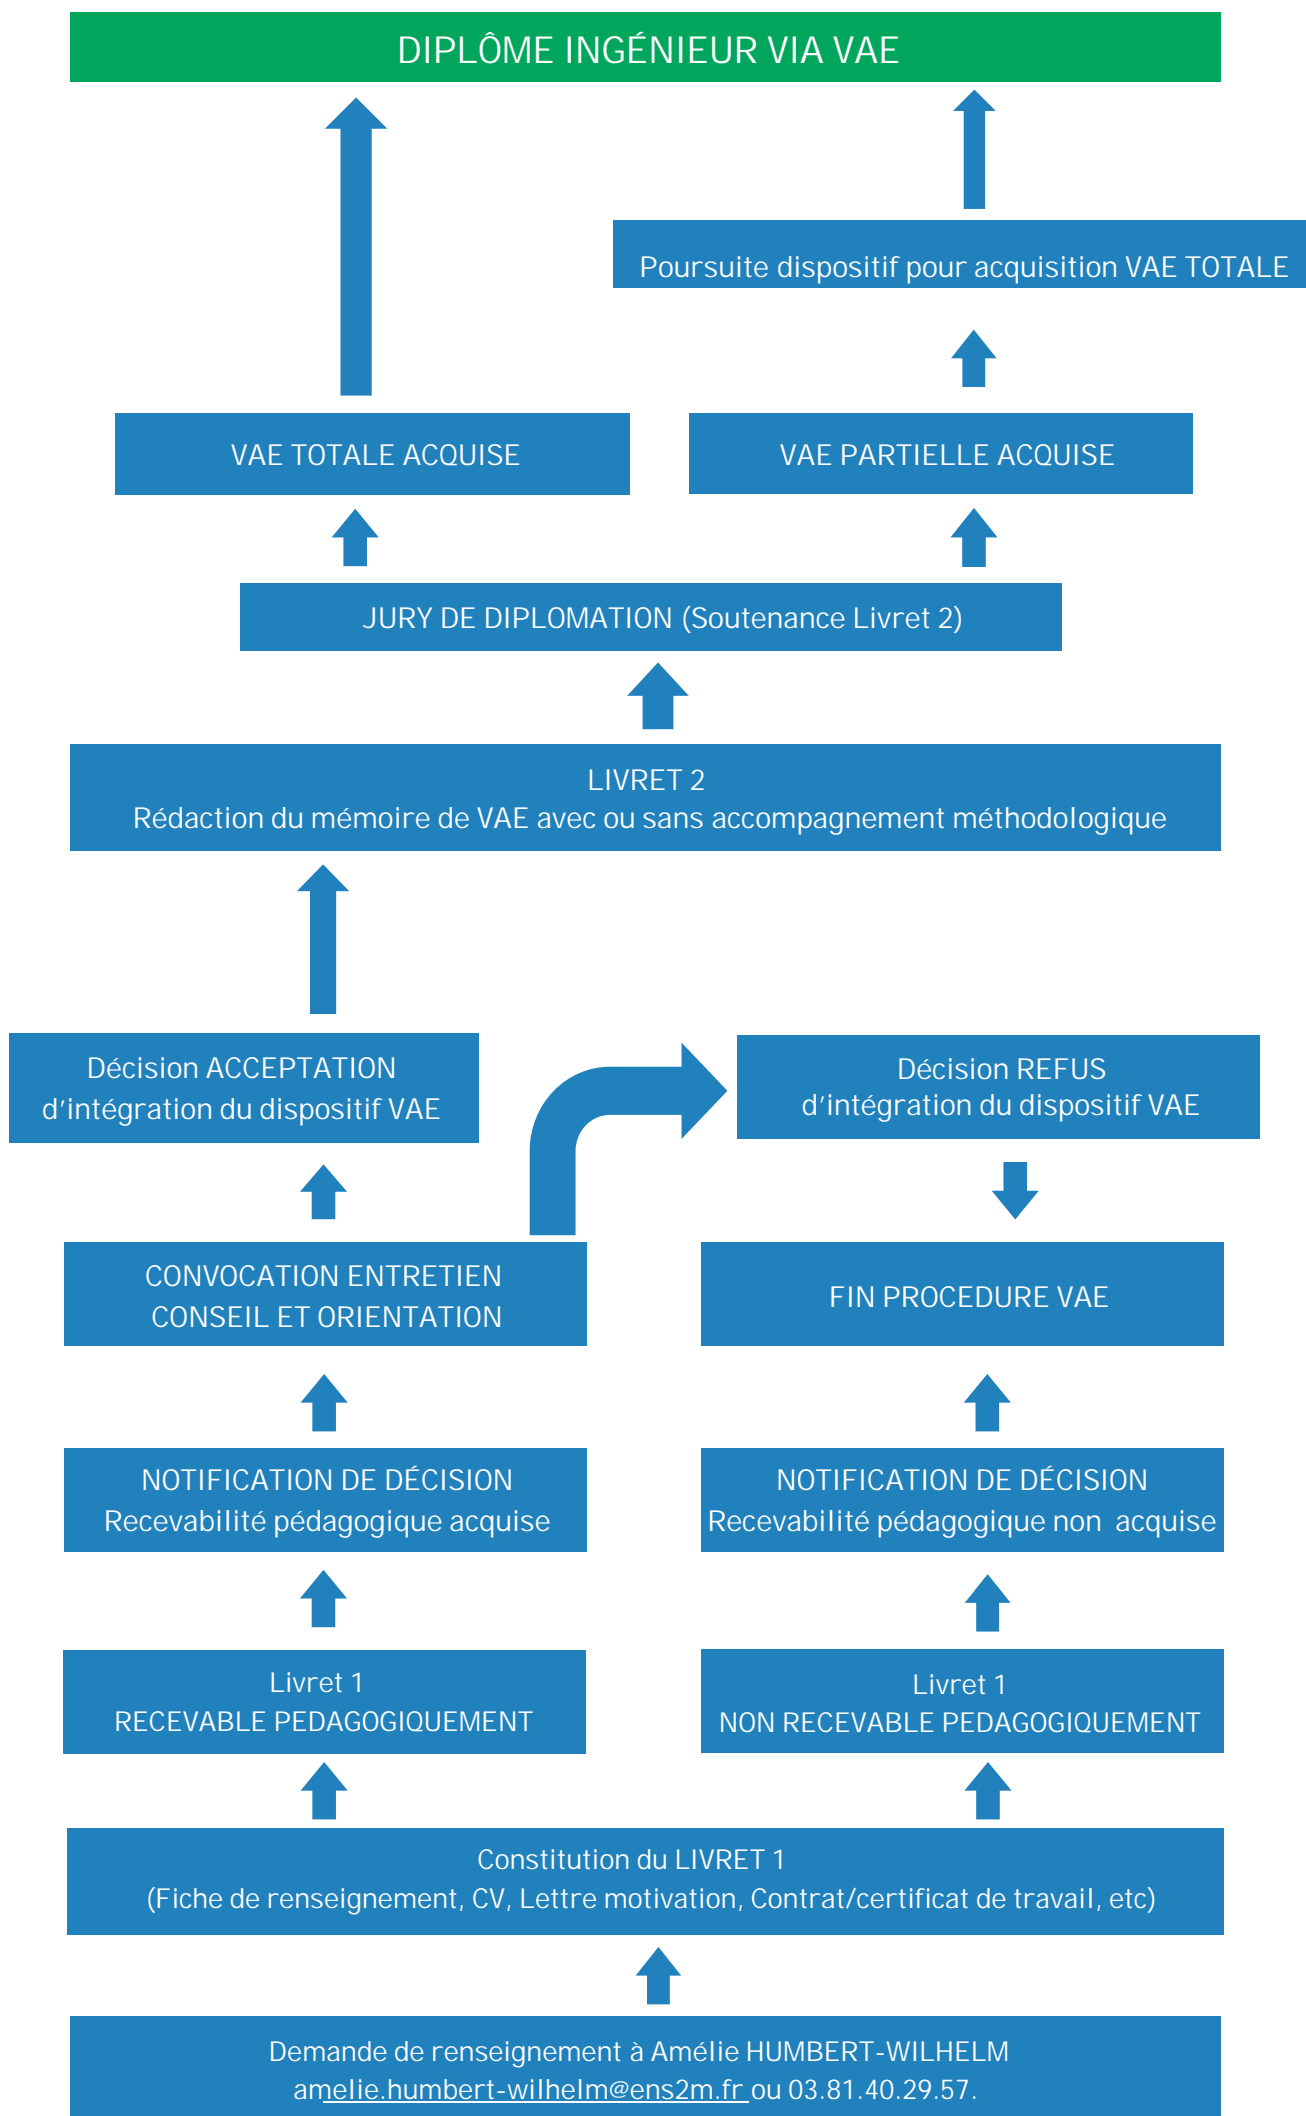 DIPLÔME INGÉNIEUR VIA VAE
Poursuite dispositif pour acquisition VAE TOTALE
VAE TOTALE ACQUISE
VAE PARTIELLE ACQUISE
JURY DE DIPLOMATION (Soutenance Livret 2)
LIVRET 2
Rédaction du mémoire de VAE avec ou sans accompagnement méthodologique
Décision ACCEPTATION
d'intégration du dispositif VAE
Décision REFUS
d'intégration du dispositif VAE
CONVOCATION ENTRETIEN
CONSEIL ET ORIENTATION
FIN PROCEDURE VAE
NOTIFICATION DE DÉCISION
Recevabilité pédagogique acquise
NOTIFICATION DE DÉCISION
Recevabilité pédagogique non acquise
Livret 1
RECEVABLE PEDAGOGIQUEMENT
Livret 1
NON RECEVABLE PEDAGOGIQUEMENT
Constitution du LIVRET 1
(Fiche de renseignement, CV, Lettre motivation, Contrat/certificat de travail, etc)
Demande de renseignement à Amélie HUMBERT-WILHELM
amelie.humbert-wilhelm@ens2m.fr ou 03.81.40.29.57.